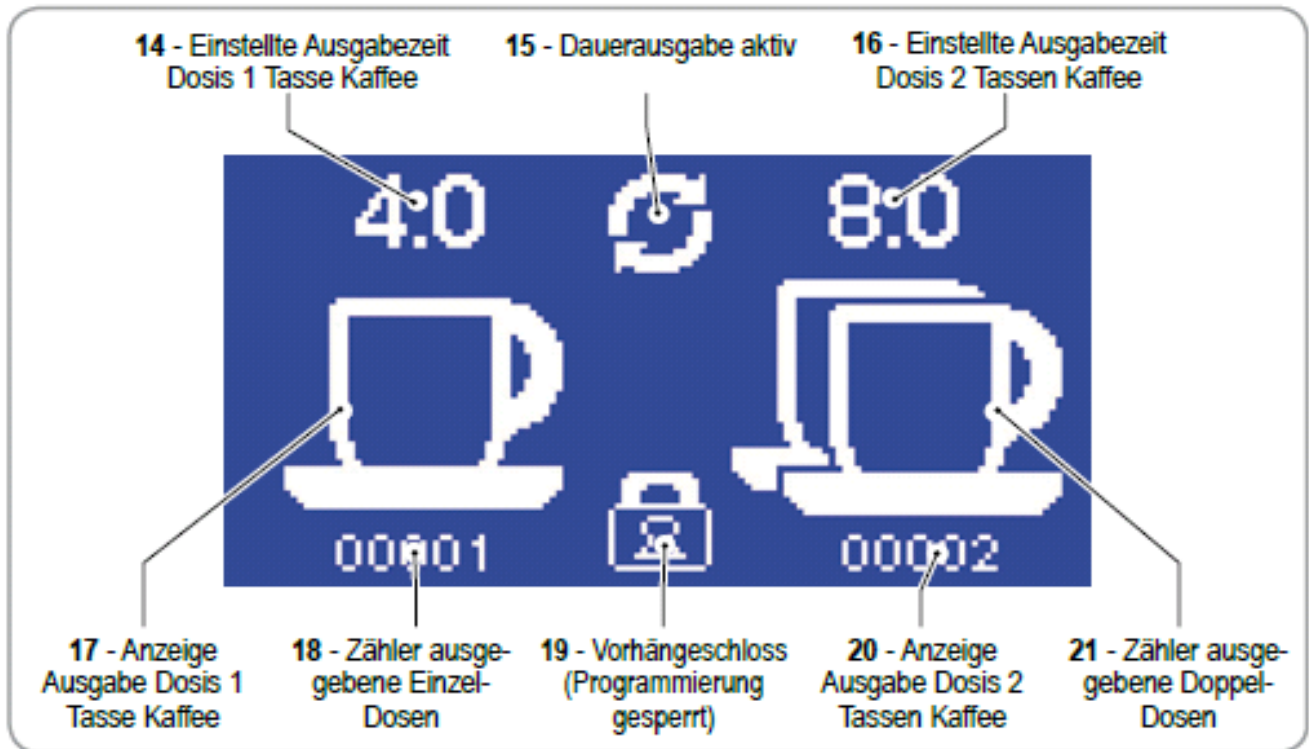 14 - Einstellte Ausgabezeit
Dosis 1 Tasse Kaffee
15 - Dauerausgabe aktiv
16 - Einstellte Ausgabezeit
Dosis 2 Tassen Kaffee
4.0
8.0
00001
00002
17 - Anzeige
Ausgabe Dosis 1
Tasse Kaffee
18 - Zähler ausge-
gebene Einzel-
Dosen
19 - Vorhängeschloss
(Programmierung
gesperrt)
20 - Anzeige
Ausgabe Dosis 2
Tassen Kaffee
21 - Zähler ausge-
gebene Doppel-
Dosen